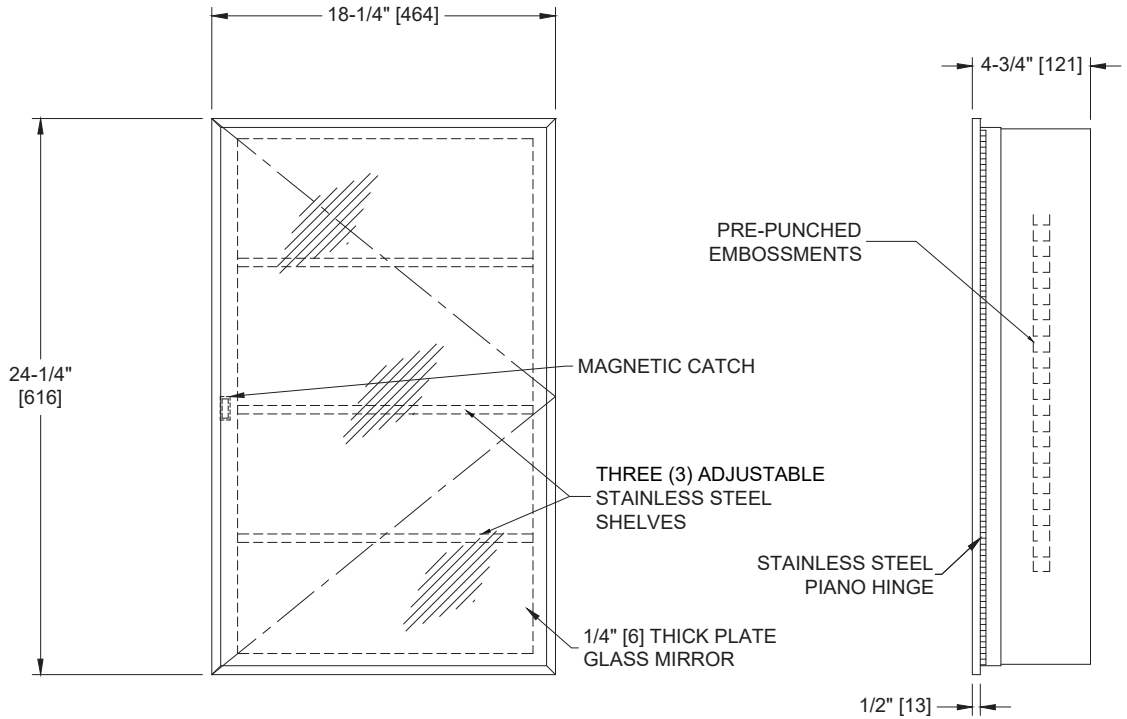 18-1/4" [464]
4-3/4" [121]
PRE-PUNCHED
EMBOSSMENTS
24-1/4"
[616]
MAGNETIC CATCH
THREE (3) ADJUSTABLE
STAINLESS STEEL
SHELVES
STAINLESS STEEL
PIANO HINGE
1/4" [6] THICK PLATE
GLASS MIRROR
1/2" [13]